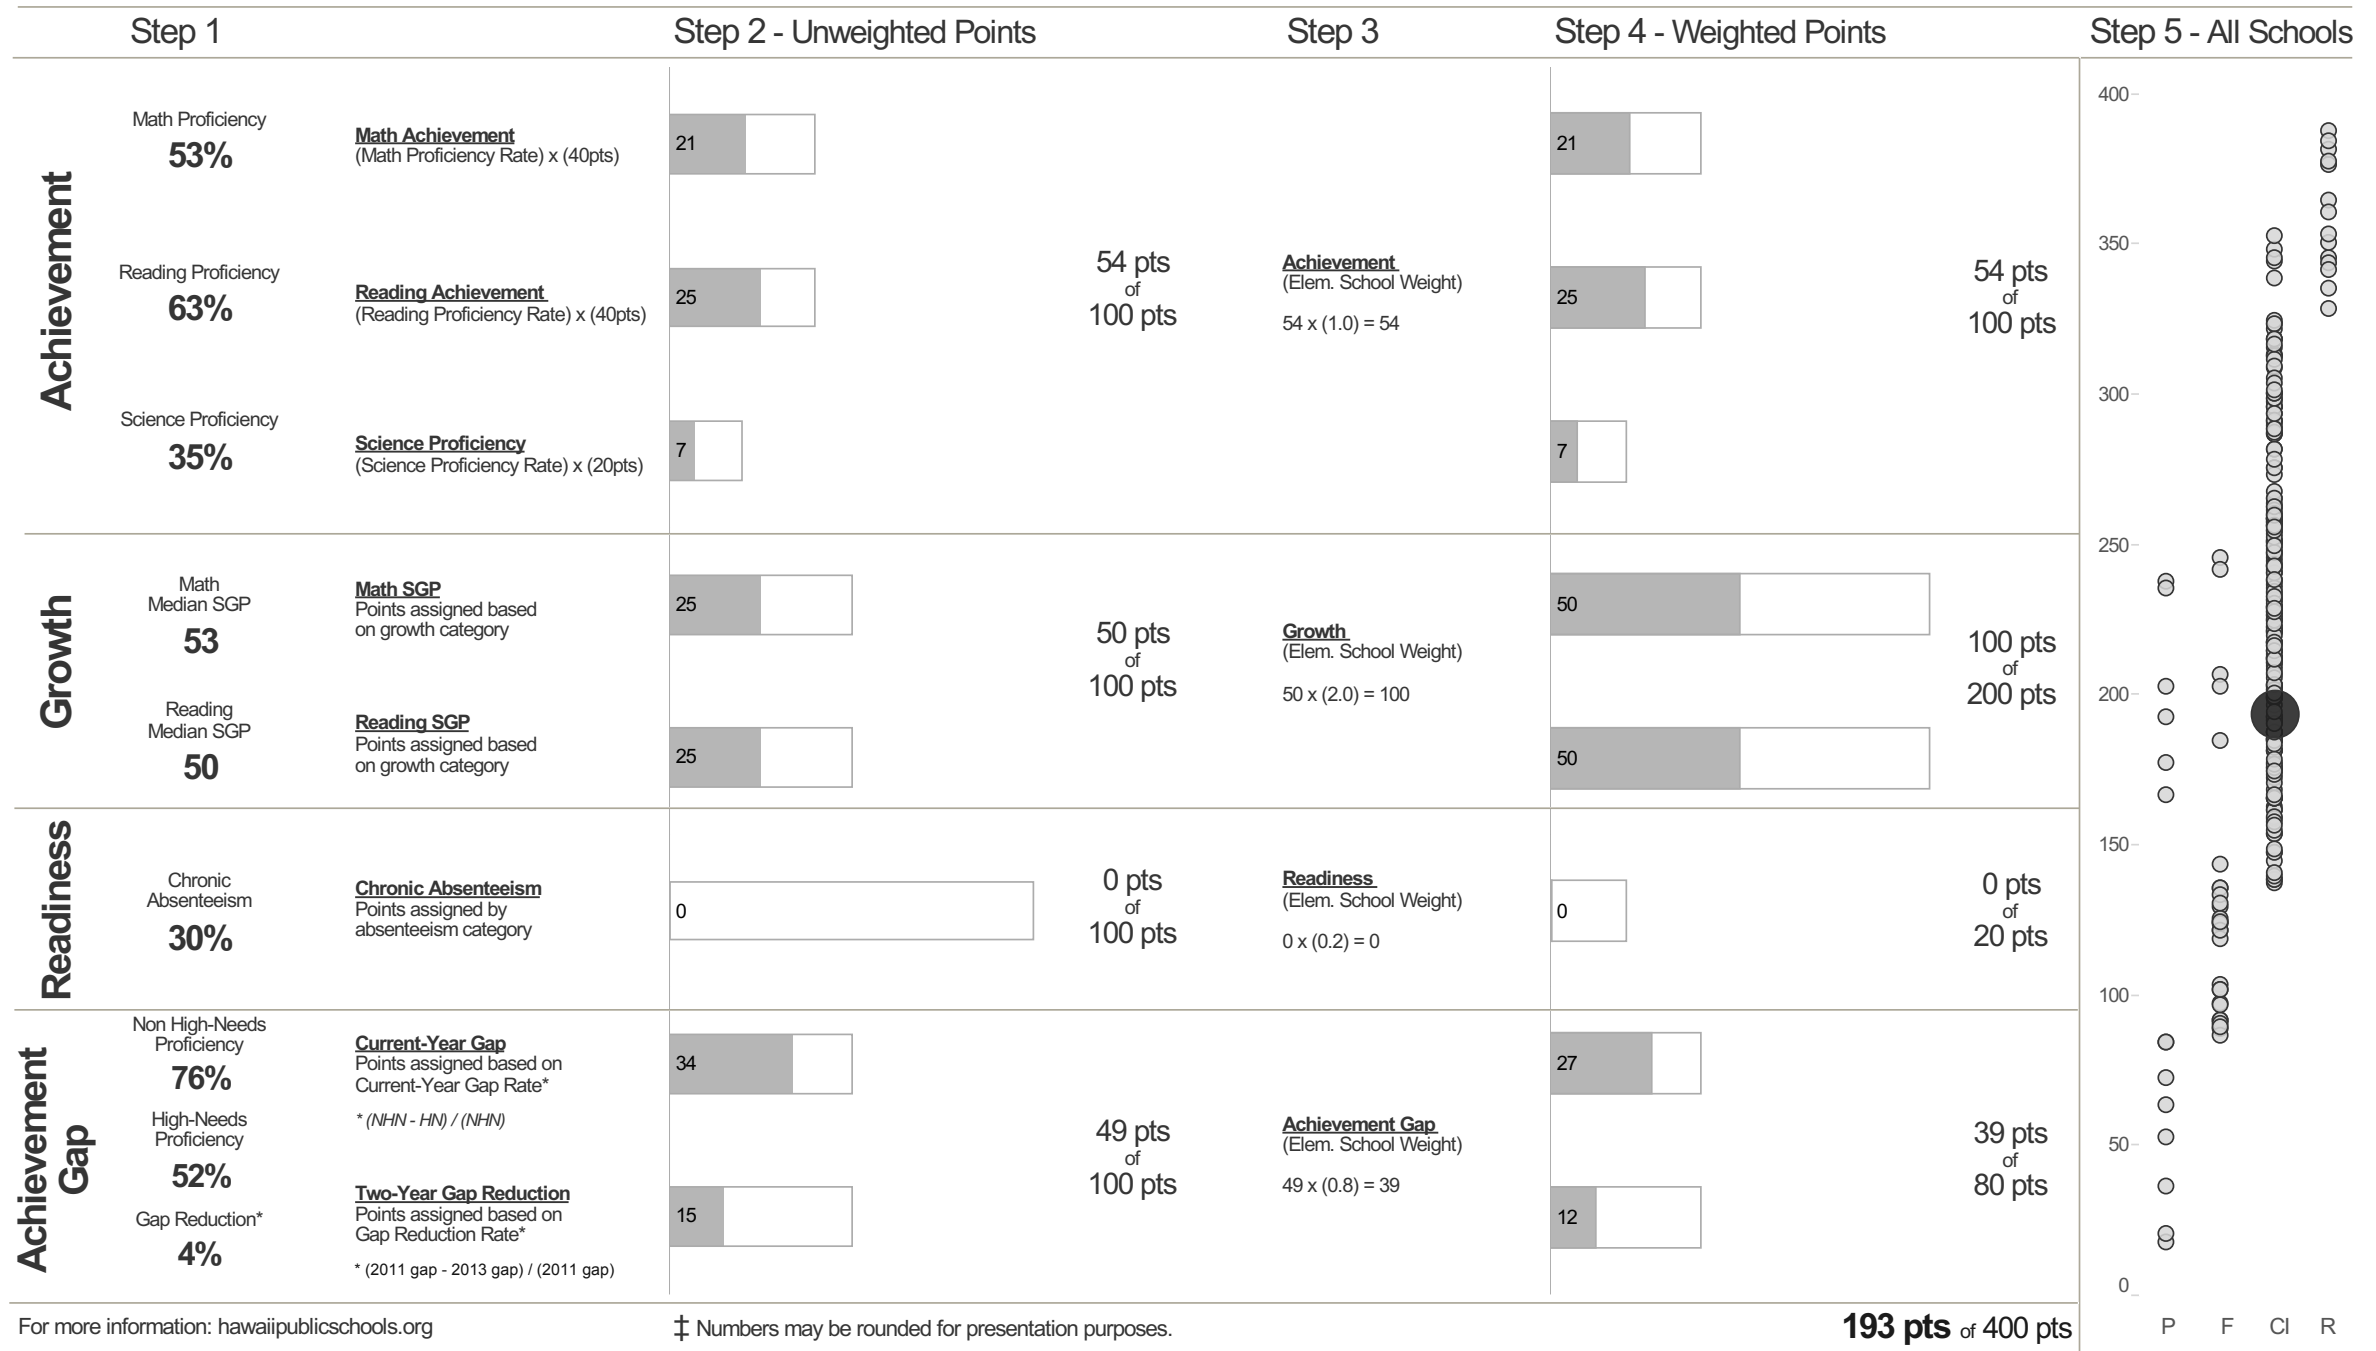 Step 1
Step 2 - Unweighted Points
Step 3
Step 4 - Weighted Points
Step 5 - All Schools
Achievement
Math Proficiency
53%
Math Achievement
(Math Proficiency Rate) x (40pts)
21
Reading Proficiency
63%
Reading Achievement
(Reading Proficiency Rate) x (40pts)
25
Science Proficiency
35%
Science Proficiency
(Science Proficiency Rate) x (20pts)
7
54 pts
of
100 pts
Achievement
(Elem. School Weight)
54 x (1.0) = 54
21
25
7
54 pts
of
100 pts
Growth
Math
Median SGP
53
Math SGP
Points assigned based
on growth category
25
Reading
Median SGP
50
Reading SGP
Points assigned based
on growth category
25
50 pts
of
100 pts
Growth
(Elem. School Weight)
50 x (2.0) = 100
50
50
100 pts
of
200 pts
Readiness
Chronic
Absenteeism
30%
Chronic Absenteeism
Points assigned by
absenteeism category
0
0 pts
of
100 pts
Readiness
(Elem. School Weight)
0 x (0.2) = 0
0
0 pts
of
20 pts
Achievement
Gap
Non High-Needs
Proficiency
76%
High-Needs
Proficiency
52%
Gap Reduction*
4%
Current-Year Gap
Points assigned based on
Current-Year Gap Rate*
* (NHN - HN) / (NHN)
Two-Year Gap Reduction
Points assigned based on
Gap Reduction Rate*
* (2011 gap - 2013 gap) / (2011 gap)
34
15
49 pts
of
100 pts
Achievement Gap
(Elem. School Weight)
49 x (0.8) = 39
27
12
39 pts
of
80 pts
400
350
300
250
200
150
100
50
0
P F CI R
For more information: hawaiipublicschools.org
‡ Numbers may be rounded for presentation purposes.
193 pts of 400 pts